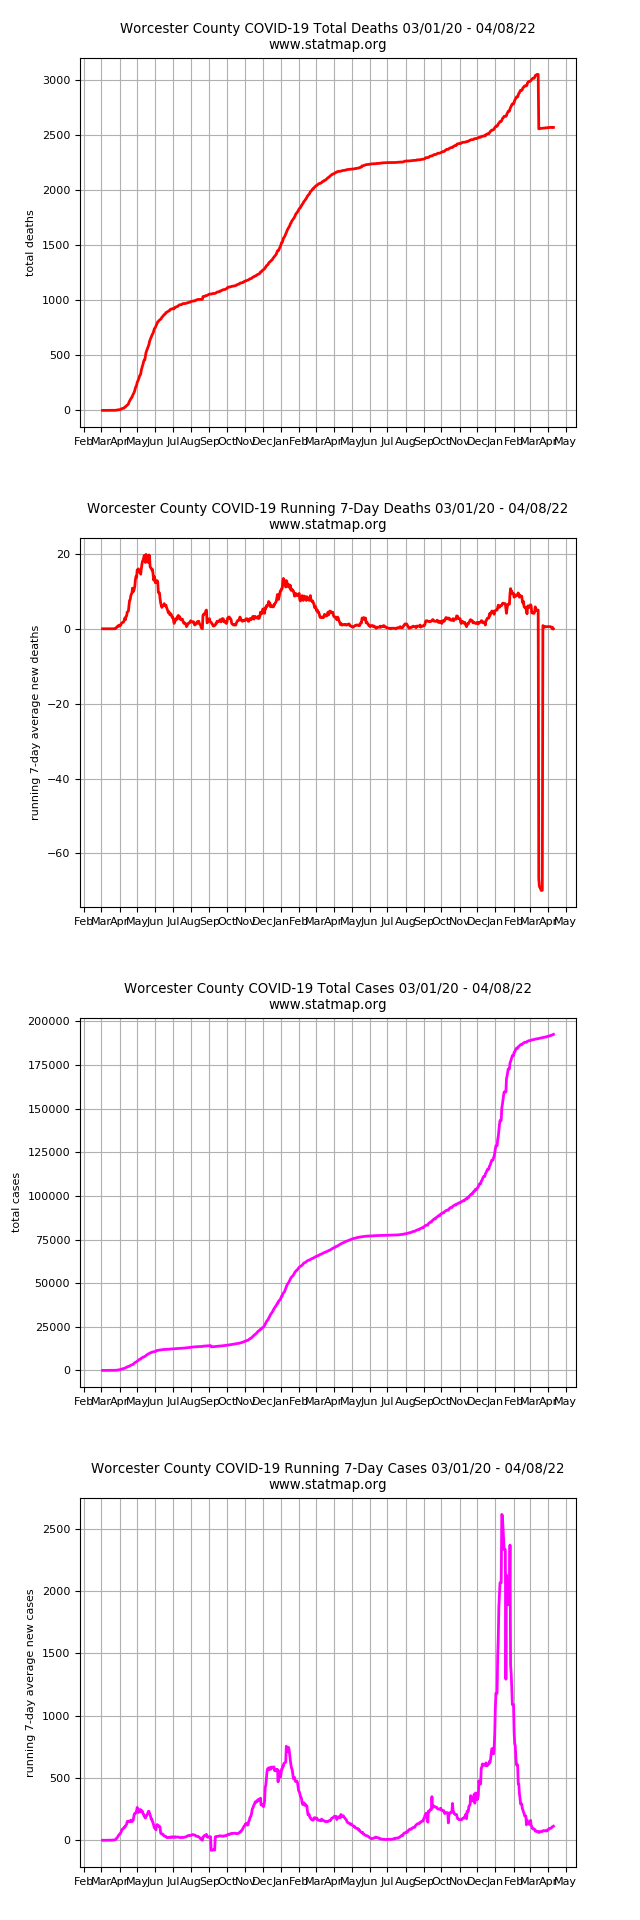 Worcester County COVID-19 Total Deaths 03/01/20 - 04/08/22
www.statmap.org
total deaths
3000
2500
2000
1500
1000
500
0
Feb Mar Apr May Jun Jul Aug Sep Oct Nov Dec Jan Feb Mar Apr May Jun Jul Aug Sep Oct Nov Dec Jan Feb Mar Apr May
Worcester County COVID-19 Running 7-Day Deaths 03/01/20 - 04/08/22
www.statmap.org
running 7-day average new deaths
20
0
−20
−40
−60
Feb Mar Apr May Jun Jul Aug Sep Oct Nov Dec Jan Feb Mar Apr May Jun Jul Aug Sep Oct Nov Dec Jan Feb Mar Apr May
Worcester County COVID-19 Total Cases 03/01/20 - 04/08/22
www.statmap.org
total cases
200000
175000
150000
125000
100000
75000
50000
25000
0
Feb Mar Apr May Jun Jul Aug Sep Oct Nov Dec Jan Feb Mar Apr May Jun Jul Aug Sep Oct Nov Dec Jan Feb Mar Apr May
Worcester County COVID-19 Running 7-Day Cases 03/01/20 - 04/08/22
www.statmap.org
running 7-day average new cases
2500
2000
1500
1000
500
0
Feb Mar Apr May Jun Jul Aug Sep Oct Nov Dec Jan Feb Mar Apr May Jun Jul Aug Sep Oct Nov Dec Jan Feb Mar Apr May